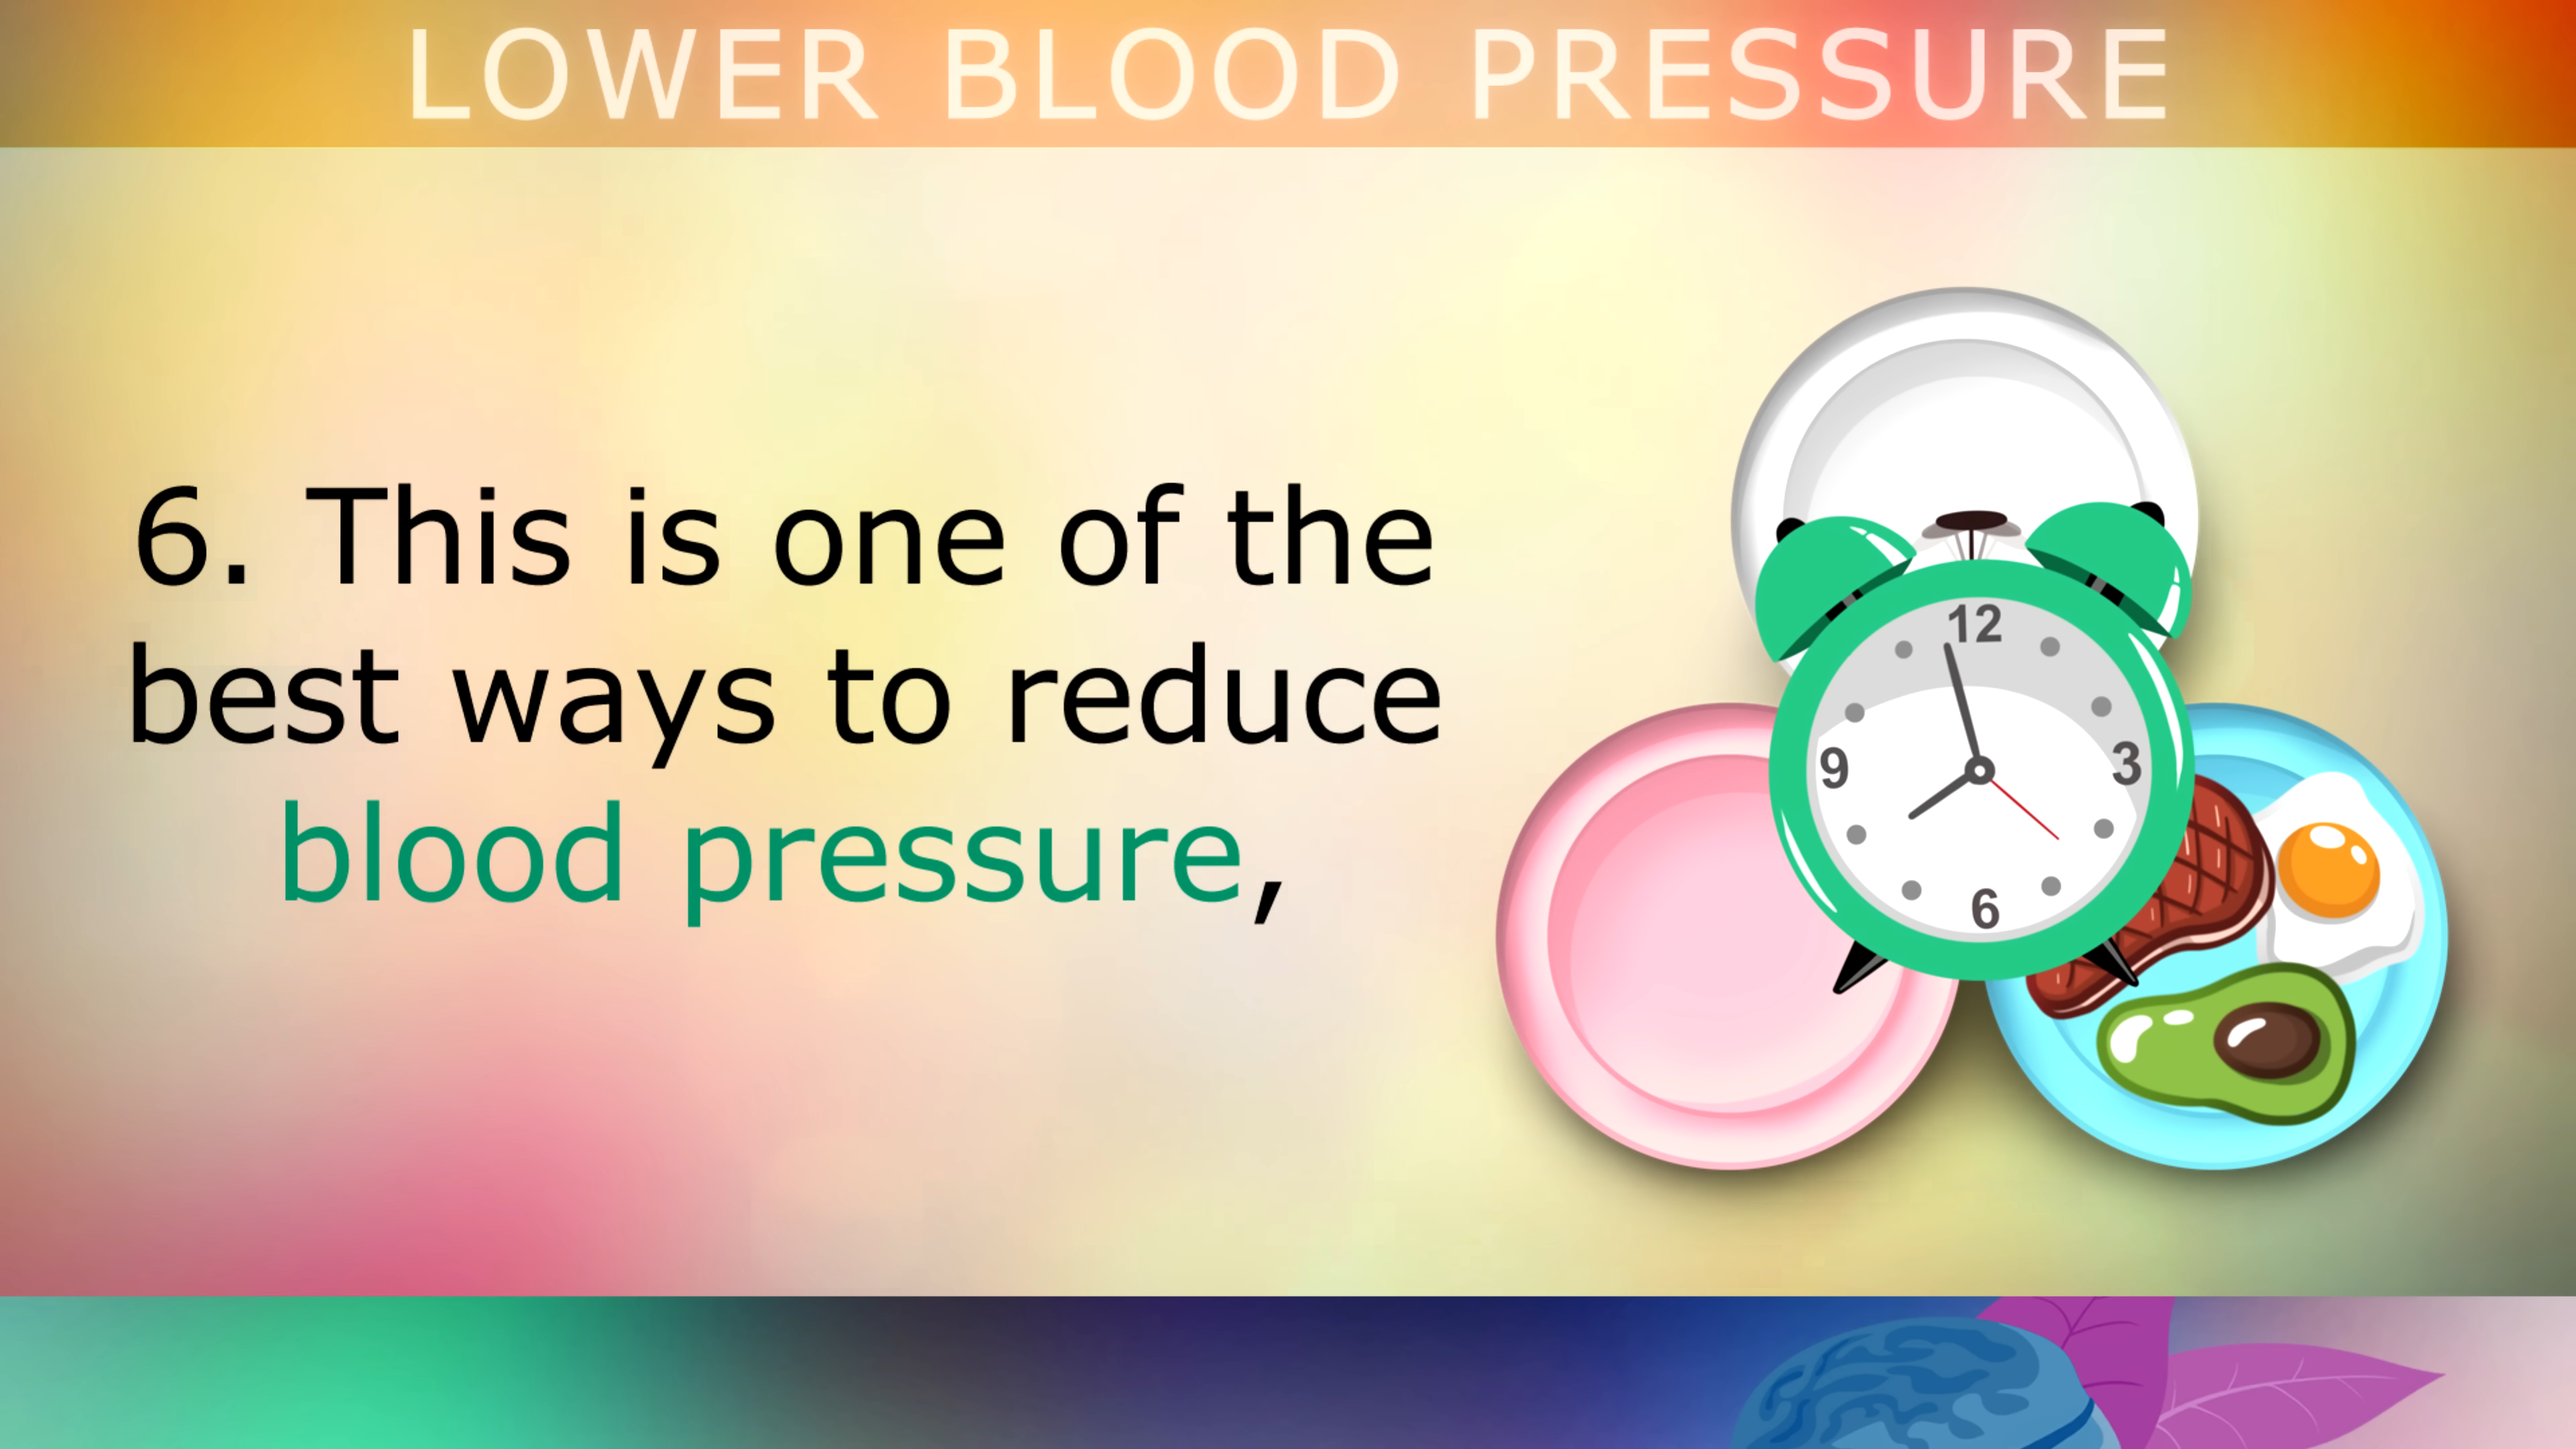 LOWER BLOOD PRESSURE
6. This is one of the
best ways to reduce
blood pressure,
12
9
3
6